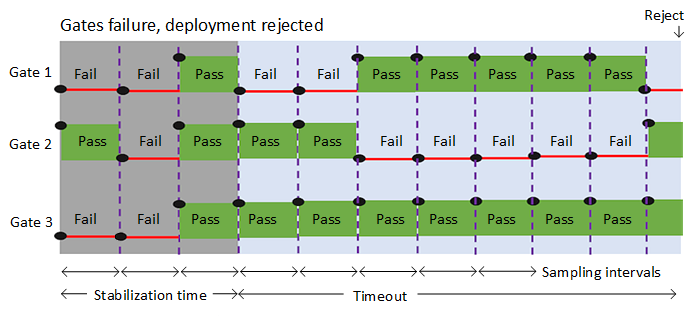 Gates failure, deployment rejected
Reject
Gate 1 Fail Fail Pass Fail Fail Pass Pass Pass Pass Pass
Gate 2 Pass Fail Pass Pass Pass Fail Fail Fail Fail Fail
Gate 3 Fail Fail Pass Pass Pass Pass Pass Pass Pass Pass
Sampling intervals
Stabilization time Timeout